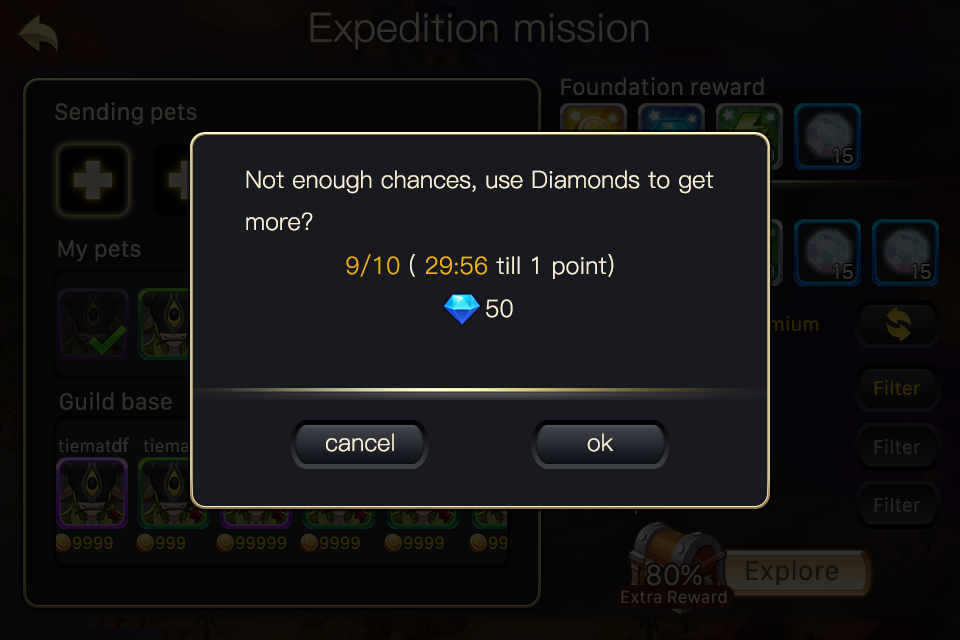 Expedition mission
Sending pets
Foundation reward
15
Not enough chances, use Diamonds to get
more?
9/10 ( 29:56 till 1 point)
50
My pets
15
15
mium
Filter
Guild base
cancel
ok
tiematdf
tiema
Filter
Filter
9999
999
99999
9999
9999
99
80%
Extra Reward
Explore